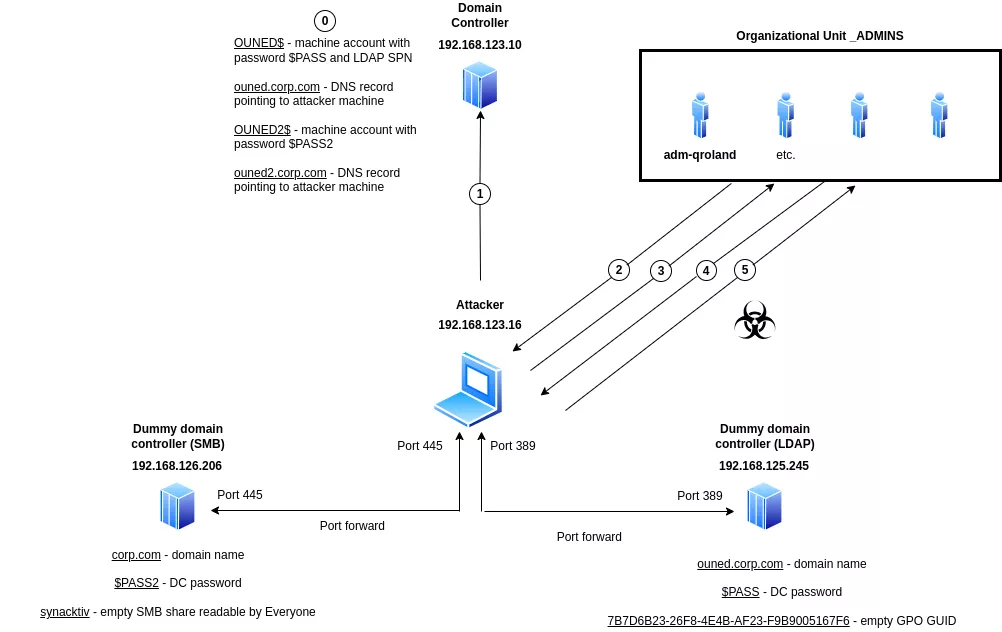 0
OUNED$ - machine account with
password $PASS and LDAP SPN
ouned.corp.com - DNS record
pointing to attacker machine
OUNED2$ - machine account with
password $PASS2
ouned2.corp.com - DNS record
pointing to attacker machine
Domain
Controller
192.168.123.10
Organizational Unit _ADMINS
adm-qroland
etc.
1
2
3
4
5
Attacker
192.168.123.16
Port 445
Port 389
Dummy domain
controller (SMB)
192.168.126.206
Port 445
Port forward
corp.com - domain name
$PASS2 - DC password
synacktiv - empty SMB share readable by Everyone
Dummy domain
controller (LDAP)
192.168.125.245
Port 389
Port forward
ouned.corp.com - domain name
$PASS - DC password
7B7D6B23-26F8-4E4B-AF23-F9B9005167F6 - empty GPO GUID